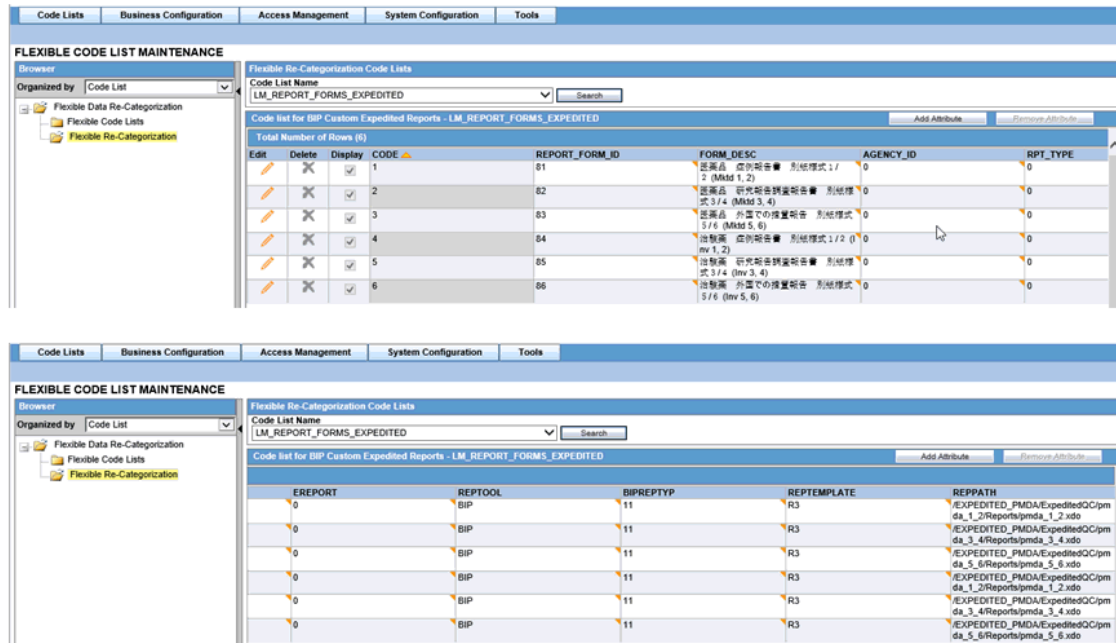 Code Lists Business Configuration Access Management System Configuration Tools
FLEXIBLE CODE LIST MAINTENANCE
Browser
Organized by Code List
Flexible Data Re-Categorization
Flexible Code Lists
Flexible Re-Categorization
Flexible Re-Categorization Code Lists
Code List Name
LM_REPORT_FORMS_EXPEDITED Search
Code list for BIP Custom Expedited Reports - LM_REPORT_FORMS_EXPEDITED Add Attribute Remove Attribute
Total Number of Rows (6)
Edit Delete Display CODE REPORT_FORM_ID FORM_DESC AGENCY_ID RPT_TYPE
1 81 医薬品 症例報告書 別紙様式1/ 0 0
2 (Mktd 1, 2)
2 82 医薬品 研究報告調査報告書 別紙様 0 0
式3/4 (Mktd 3, 4)
3 83 医薬品 外国での措置報告 別紙様式 0 0
5/6 (Mktd 5, 6)
4 84 治験薬 症例報告書 別紙様式1/2 (I 0 0
nv 1, 2)
5 85 治験薬 研究報告調査報告書 別紙様 0 0
式3/4 (Inv 3, 4)
6 86 治験薬 外国での措置報告 別紙様式 0 0
5/6 (Inv 5, 6)
Code Lists Business Configuration Access Management System Configuration Tools
FLEXIBLE CODE LIST MAINTENANCE
Browser
Organized by Code List
Flexible Data Re-Categorization
Flexible Code Lists
Flexible Re-Categorization
Flexible Re-Categorization Code Lists
Code List Name
LM_REPORT_FORMS_EXPEDITED Search
Code list for BIP Custom Expedited Reports - LM_REPORT_FORMS_EXPEDITED Add Attribute Remove Attribute
EREPORT REPTOOL BIPREPTYP REPTEMPLATE REPPATH
0 BIP 11 R3 /EXPEDITED_PMDA/ExpeditedQC/pm
da_1_2/Reports/pmda_1_2.xdo
0 BIP 11 R3 /EXPEDITED_PMDA/ExpeditedQC/pm
da_3_4/Reports/pmda_3_4.xdo
0 BIP 11 R3 /EXPEDITED_PMDA/ExpeditedQC/pm
da_5_6/Reports/pmda_5_6.xdo
0 BIP 11 R3 /EXPEDITED_PMDA/ExpeditedQC/pm
da_1_2/Reports/pmda_1_2.xdo
0 BIP 11 R3 /EXPEDITED_PMDA/ExpeditedQC/pm
da_3_4/Reports/pmda_3_4.xdo
0 BIP 11 R3 /EXPEDITED_PMDA/ExpeditedQC/pm
da_5_6/Reports/pmda_5_6.xdo